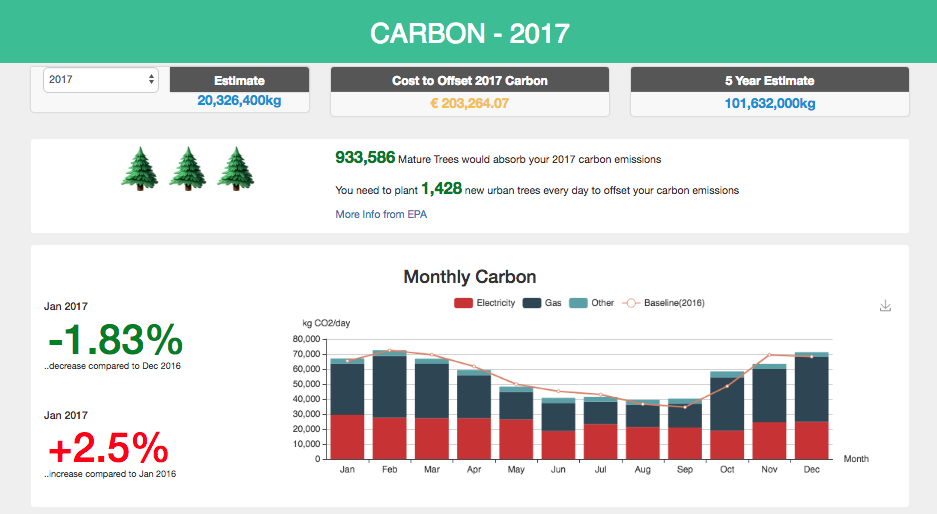 CARBON - 2017
2017
Estimate
20,326,400kg
Cost to Offset 2017 Carbon
€ 203,264.07
5 Year Estimate
101,632,000kg
933,586 Mature Trees would absorb your 2017 carbon emissions
You need to plant 1,428 new urban trees every day to offset your carbon emissions
More Info from EPA
Monthly Carbon
Jan 2017
-1.83%
..decrease compared to Dec 2016
Jan 2017
+2.5%
..increase compared to Jan 2016
Electricity Gas Other Baseline(2016)
kg CO2/day
80,000
70,000
60,000
50,000
40,000
30,000
20,000
10,000
0
Jan Feb Mar Apr May Jun Jul Aug Sep Oct Nov Dec
Month